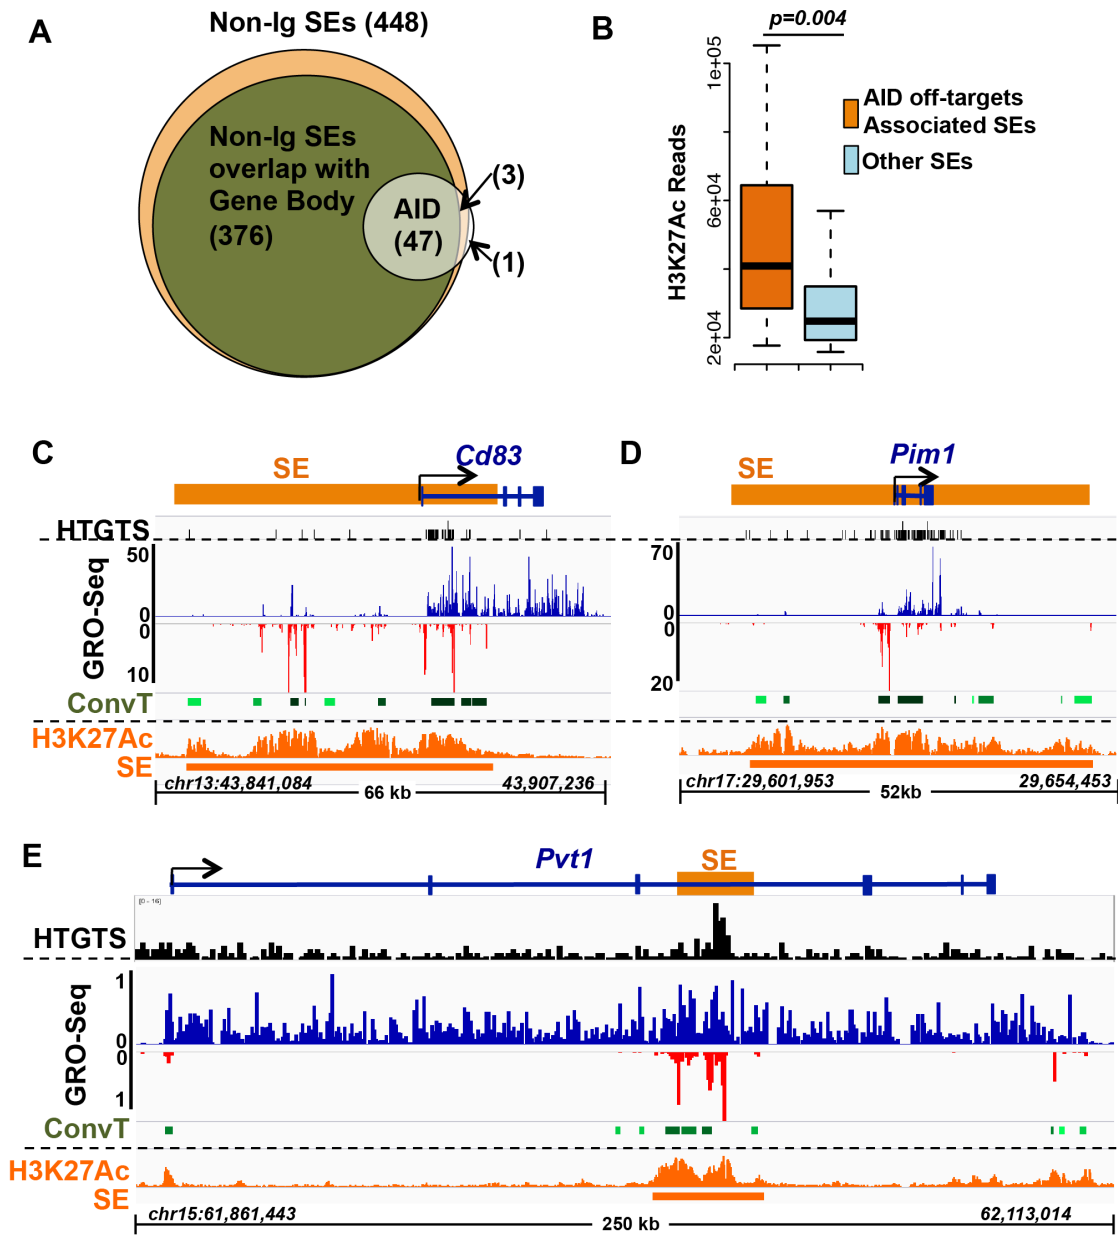 A
Non-Ig SEs (448)
Non-Ig SEs
overlap with
Gene Body
(376)
AID
(47)
(3)
(1)
B
p=0.004
H3K27Ac Reads
2e+04
6e+04
1e+05
AID off-targets
Associated SEs
Other SEs
C
SE
Cd83
HTGTS
GRO-Seq
50
0
0
10
ConvT
H3K27Ac
SE
chr13:43,841,084
66 kb
43,907,236
D
SE
Pim1
70
0
0
20
chr17:29,601,953
52kb
29,654,453
E
Pvt1
SE
[0 - 16]
HTGTS
GRO-Seq
1
0
0
1
ConvT
H3K27Ac
SE
chr15:61,861,443
250 kb
62,113,014